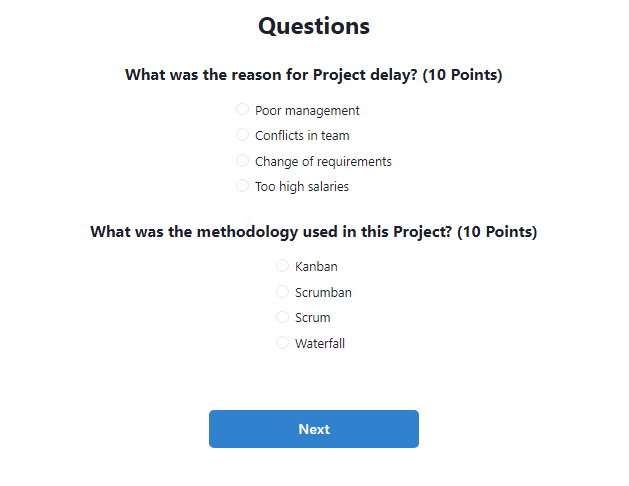 Questions
What was the reason for Project delay? (10 Points)
Poor management
Conflicts in team
Change of requirements
Too high salaries
What was the methodology used in this Project? (10 Points)
Kanban
Scrumban
Scrum
Waterfall
Next